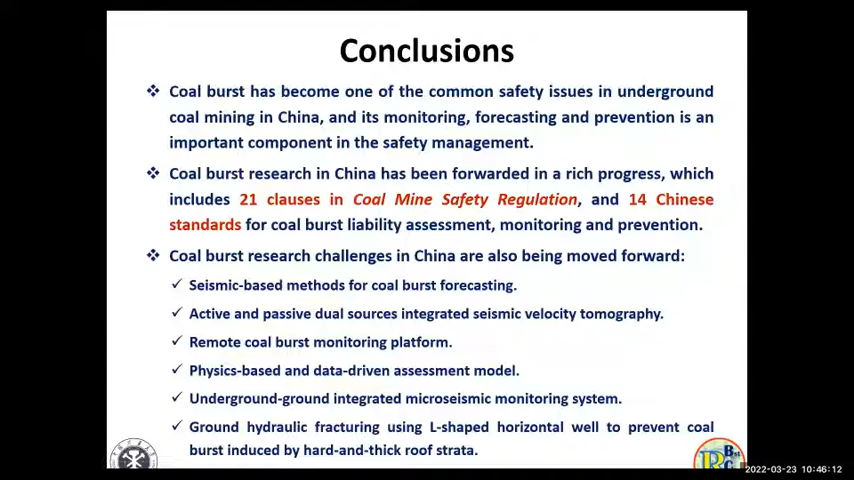 Conclusions
❖ Coal burst has become one of the common safety issues in underground
coal mining in China, and its monitoring, forecasting and prevention is an
important component in the safety management.
❖ Coal burst research in China has been forwarded in a rich progress, which
includes 21 clauses in Coal Mine Safety Regulation, and 14 Chinese
standards for coal burst liability assessment, monitoring and prevention.
❖ Coal burst research challenges in China are also being moved forward:
✓ Seismic-based methods for coal burst forecasting.
✓ Active and passive dual sources integrated seismic velocity tomography.
✓ Remote coal burst monitoring platform.
✓ Physics-based and data-driven assessment model.
✓ Underground-ground integrated microseismic monitoring system.
✓ Ground hydraulic fracturing using L-shaped horizontal well to prevent coal
burst induced by hard-and-thick roof strata.
2022-03-23 10:46:12